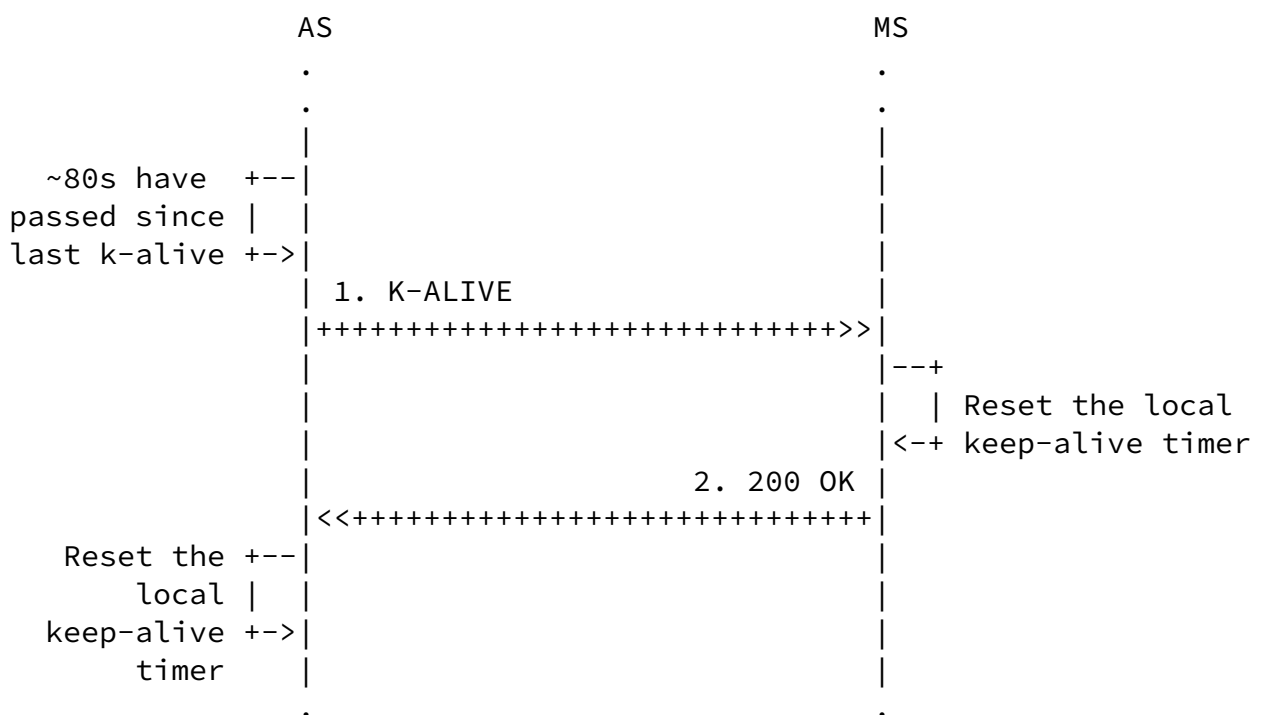 AS                              MS
                .                               .
                .                               .
                |                               |
  ~80s have  +--|                               |
passed since |  |                               |
last k-alive +->|                               |
                | 1. K-ALIVE                    |
                |+++++++++++++++++++++++++++++>>|
                |                               |--+
                |                               |  | Reset the local
                |                               |<-+ keep-alive timer
                |                     2. 200 OK |
                |<<+++++++++++++++++++++++++++++|
   Reset the +--|                               |
       local |  |                               |
  keep-alive +->|                               |
       timer    |                               |
                .                               .